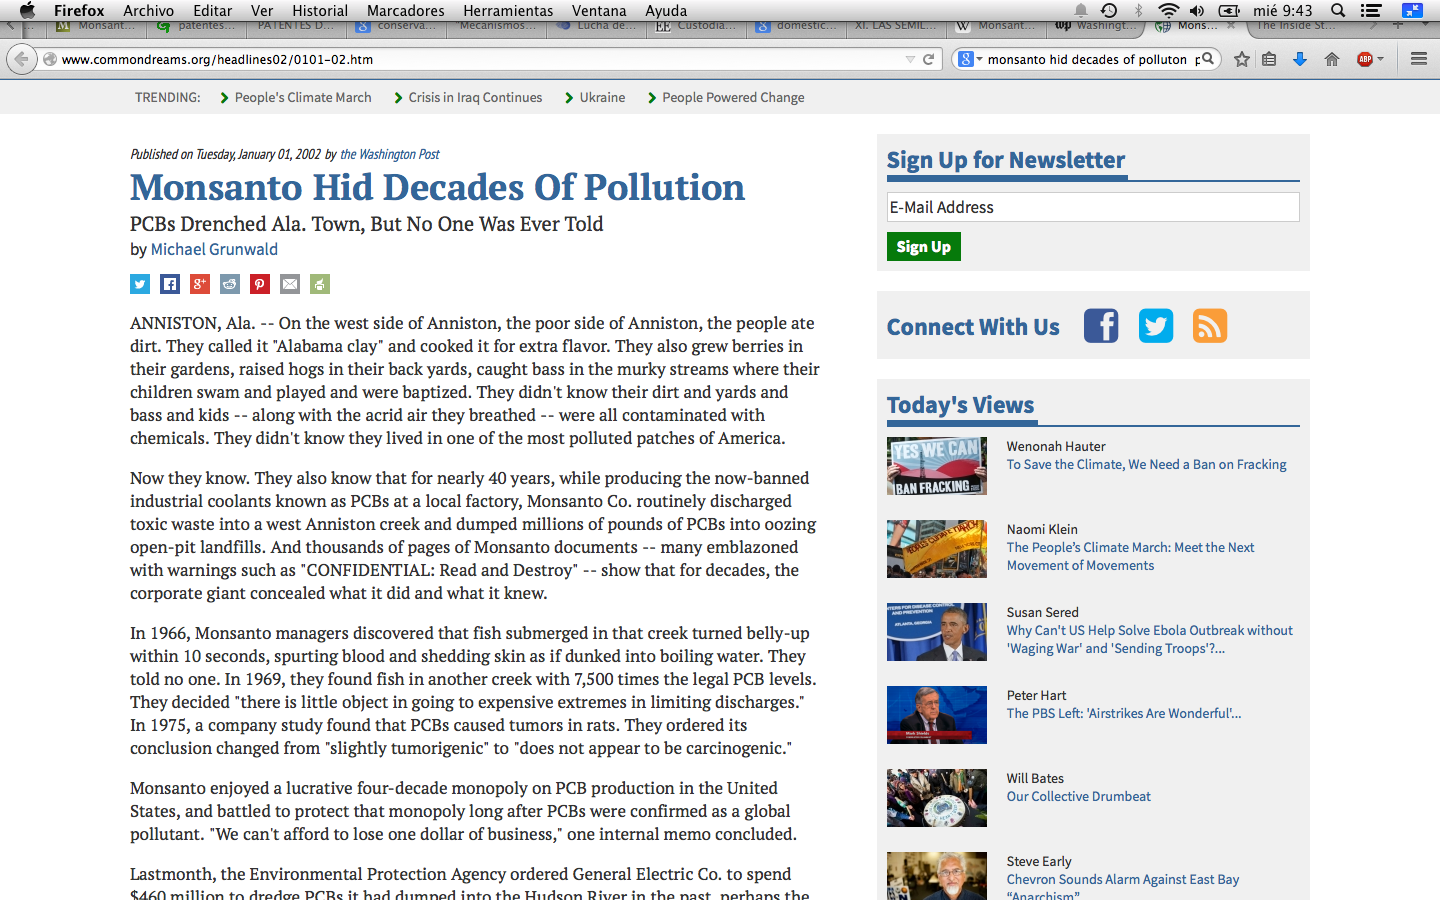 Firefox Archivo Editar Ver Historial Marcadores Herramientas Ventana Ayuda mié 9:43
Monsant... patentes... PATENTES D... conserva... "Mecanismos... Lucha de... Custodia... domestic... XI. LAS SEMIL... Monsant... Washingt... Mons... The Inside St...
www.commondreams.org/headlines02/0101-02.htm
monsanto hid decades of polluton p
ABP
TRENDING: People's Climate March Crisis in Iraq Continues Ukraine People Powered Change
Published on Tuesday, January 01, 2002 by the Washington Post
Monsanto Hid Decades Of Pollution
PCBs Drenched Ala. Town, But No One Was Ever Told
by Michael Grunwald
ANNISTON, Ala. -- On the west side of Anniston, the poor side of Anniston, the people ate
dirt. They called it "Alabama clay" and cooked it for extra flavor. They also grew berries in
their gardens, raised hogs in their back yards, caught bass in the murky streams where their
children swam and played and were baptized. They didn't know their dirt and yards and
bass and kids -- along with the acrid air they breathed -- were all contaminated with
chemicals. They didn't know they lived in one of the most polluted patches of America.
Now they know. They also know that for nearly 40 years, while producing the now-banned
industrial coolants known as PCBs at a local factory, Monsanto Co. routinely discharged
toxic waste into a west Anniston creek and dumped millions of pounds of PCBs into oozing
open-pit landfills. And thousands of pages of Monsanto documents -- many emblazoned
with warnings such as "CONFIDENTIAL: Read and Destroy" -- show that for decades, the
corporate giant concealed what it did and what it knew.
In 1966, Monsanto managers discovered that fish submerged in that creek turned belly-up
within 10 seconds, spurting blood and shedding skin as if dunked into boiling water. They
told no one. In 1969, they found fish in another creek with 7,500 times the legal PCB levels.
They decided "there is little object in going to expensive extremes in limiting discharges."
In 1975, a company study found that PCBs caused tumors in rats. They ordered its
conclusion changed from "slightly tumorigenic" to "does not appear to be carcinogenic."
Monsanto enjoyed a lucrative four-decade monopoly on PCB production in the United
States, and battled to protect that monopoly long after PCBs were confirmed as a global
pollutant. "We can't afford to lose one dollar of business," one internal memo concluded.
Lastmonth, the Environmental Protection Agency ordered General Electric Co. to spend
$460 million to dredge PCBs it had dumped into the Hudson River in the past, perhaps the
Sign Up for Newsletter
E-Mail Address
Sign Up
Connect With Us
Today's Views
YES WE CAN
BAN FRACKING
Wenonah Hauter
To Save the Climate, We Need a Ban on Fracking
Naomi Klein
The People's Climate March: Meet the Next
Movement of Movements
Susan Sered
Why Can't US Help Solve Ebola Outbreak without
'Waging War' and 'Sending Troops'?...
Peter Hart
The PBS Left: 'Airstrikes Are Wonderful'...
Will Bates
Our Collective Drumbeat
Steve Early
Chevron Sounds Alarm Against East Bay
“Anarchism”